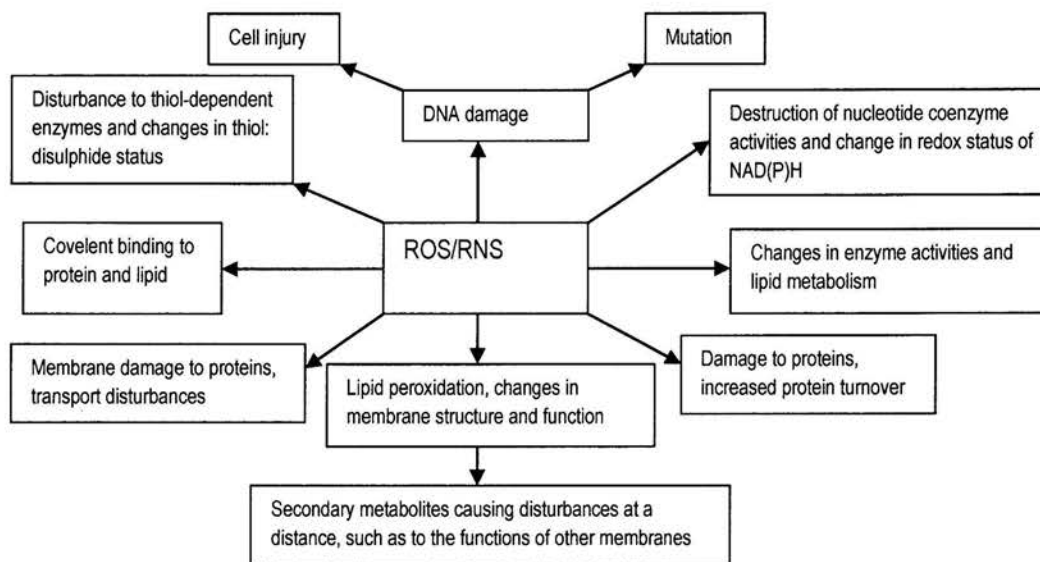 Cell injury
Mutation
Disturbance to thiol-dependent
enzymes and changes in thiol:
disulphide status
DNA damage
Destruction of nucleotide coenzyme
activities and change in redox status of
NAD(P)H
Covelent binding to
protein and lipid
ROS/RNS
Changes in enzyme activities and
lipid metabolism
Membrane damage to proteins,
transport disturbances
Lipid peroxidation, changes in
membrane structure and function
Damage to proteins,
increased protein turnover
Secondary metabolites causing disturbances at a
distance, such as to the functions of other membranes